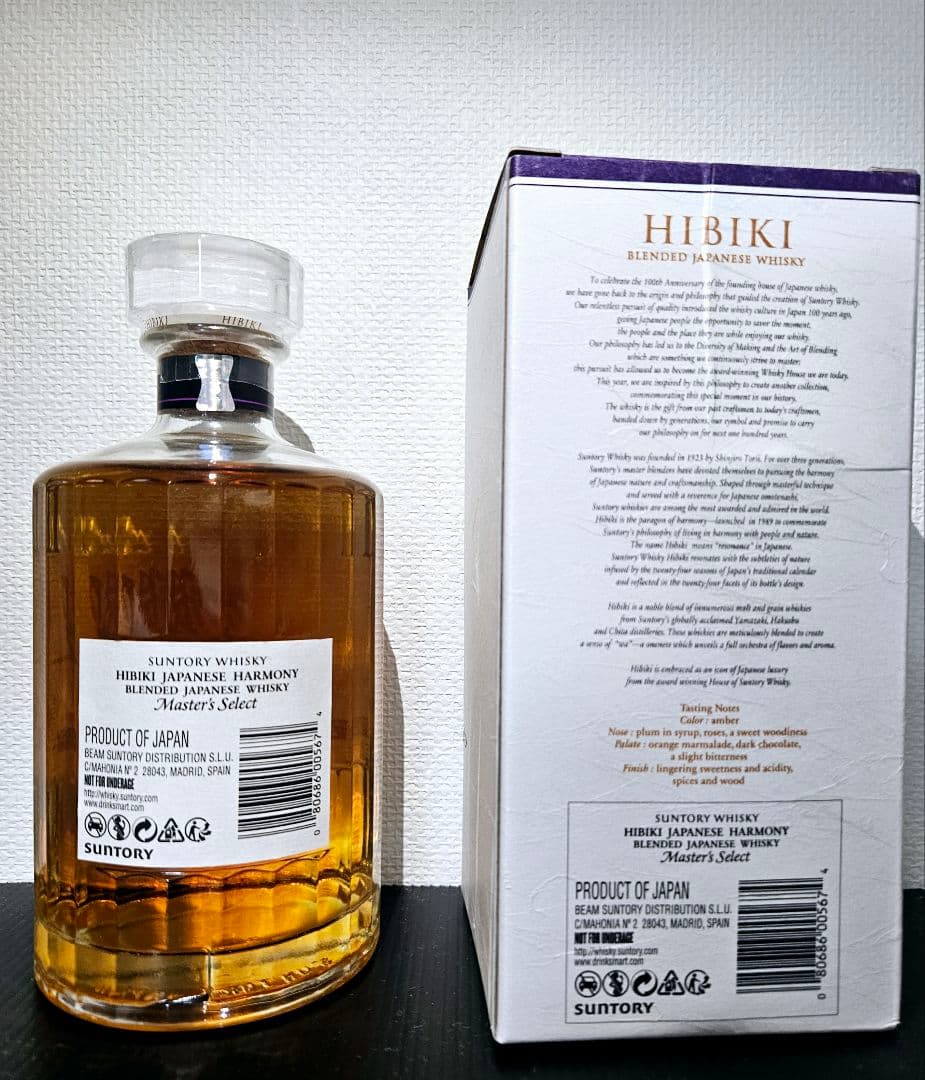 HIBIKI
SUNTORY WHISKY
HIBIKI JAPANESE HARMONY
BLENDED JAPANESE WHISKY
Master's Select
PRODUCT OF JAPAN
BEAM SUNTORY DISTRIBUTION S.L.U.
C/MAHONIA Nº 2 28043, MADRID, SPAIN
NOT FOR UNDERAGE
http://whisky.suntory.com
www.drinksmart.com
SUNTORY
0 80686 00567 4
HIBIKI
BLENDED JAPANESE WHISKY
To celebrate the 100th Anniversary of the founding house of Japanese whisky,
we have gone back to the origin and philosophy that guided the creation of Suntory Whisky.
Our relentless pursuit of quality introduced the whisky culture in Japan 100 years ago,
giving Japanese people the opportunity to savor the moment,
the people and the place they are while enjoying our whisky.
Our philosophy has led us to the Diversity of Making and the Art of Blending
which are something we continuously strive to master;
this pursuit has allowed us to become the award-winning Whisky House we are today.
This year, we are inspired by this philosophy to create another collection,
commemorating this special moment in our history.
The whisky is the gift from our past craftsmen to today's craftsmen,
handed down by generations, our symbol and promise to carry
our philosophy on for next one hundred years.
Suntory Whisky was founded in 1923 by Shinjiro Torii. For over three generations,
Suntory's master blenders have devoted themselves to pursuing the harmony
of Japanese nature and craftsmanship. Shaped through masterful technique
and served with a reverence for Japanese omotenashi,
Suntory whiskies are among the most awarded and admired in the world.
Hibiki is the paragon of harmony—launched in 1989 to commemorate
Suntory's philosophy of living in harmony with people and nature.
The name Hibiki means "resonance" in Japanese.
Suntory Whisky Hibiki resonates with the subtleties of nature
infused by the twenty-four seasons of Japan's traditional calendar
and reflected in the twenty-four facets of its bottle's design.
Hibiki is a noble blend of innumerous malt and grain whiskies
from Suntory's globally acclaimed Yamazaki, Hakushu
and Chita distilleries. These whiskies are meticulously blended to create
a sense of "wa"—a oneness which unveils a full orchestra of flavors and aroma.
Hibiki is embraced as an icon of Japanese luxury
from the award winning House of Suntory Whisky.
Tasting Notes
Color : amber
Nose : plum in syrup, roses, a sweet woodiness
Palate : orange marmalade, dark chocolate,
a slight bitterness
Finish : lingering sweetness and acidity,
spices and wood
SUNTORY WHISKY
HIBIKI JAPANESE HARMONY
BLENDED JAPANESE WHISKY
Master's Select
PRODUCT OF JAPAN
BEAM SUNTORY DISTRIBUTION S.L.U.
C/MAHONIA Nº 2 28043, MADRID, SPAIN
NOT FOR UNDERAGE
http://whisky.suntory.com
www.drinksmart.com
SUNTORY
0 80686 00567 4